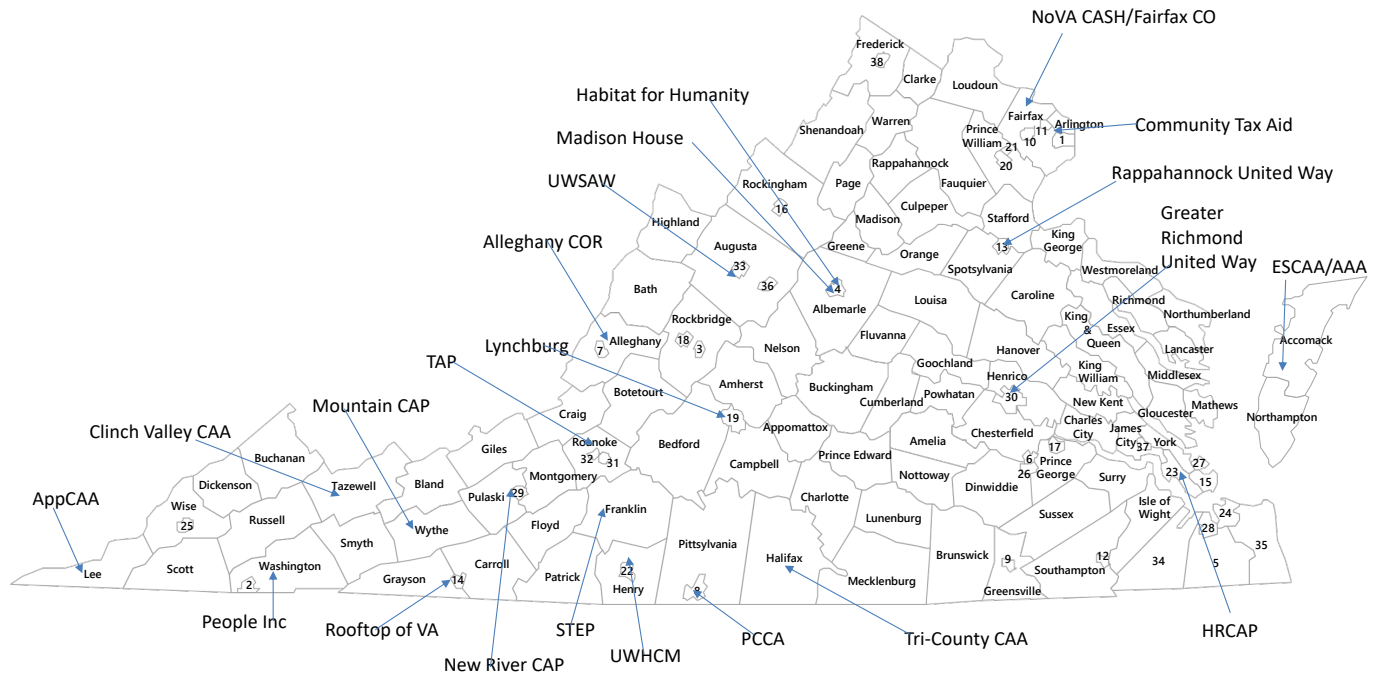 NoVA CASH/Fairfax CO
Frederick
38
Clarke
Loudoun
Habitat for Humanity
Fairfax
Arlington
11
Community Tax Aid
Madison House
Shenandoah
Warren
Prince
William
21
10
1
20
UWSAW
Rappahannock
Rappahannock United Way
Rockingham
Page
Fauquier
16
Culpeper
Greater
Richmond
United Way
Highland
Madison
Stafford
Alleghany COR
Augusta
Greene
Orange
13
King
George
33
Spotsylvania
Westmoreland
ESCAA/AAA
Bath
36
4
Albemarle
Louisa
Caroline
Richmond
Northumberland
Rockbridge
King
&
Queen
Essex
Lynchburg
7
Alleghany
18
3
Nelson
Fluvanna
Hanover
Lancaster
Accomack
TAP
Goochland
King
William
Middlesex
Botetourt
Amherst
Buckingham
Cumberland
Powhatan
Henrico
30
New Kent
Mountain CAP
Craig
19
Gloucester
Mathews
Northampton
Clinch Valley CAA
Roanoke
Appomattox
Amelia
Chesterfield
Charles
City
James
City
37
York
Giles
Bedford
32
31
17
Buchanan
Montgomery
Campbell
Prince Edward
6
Prince
George
26
23
27
15
AppCAA
Dickenson
Tazewell
Bland
Pulaski
29
Nottoway
Dinwiddie
Surry
Wise
25
Russell
Wythe
Floyd
Franklin
Charlotte
Lunenburg
Sussex
Isle of
Wight
24
28
Smyth
Pittsylvania
Halifax
Brunswick
35
Lee
Scott
Washington
2
Grayson
14
Carroll
Patrick
22
Henry
8
Mecklenburg
9
Greensville
Southampton
12
34
5
People Inc
Rooftop of VA
STEP
PCCA
Tri-County CAA
HRCAP
New River CAP
UWHCM